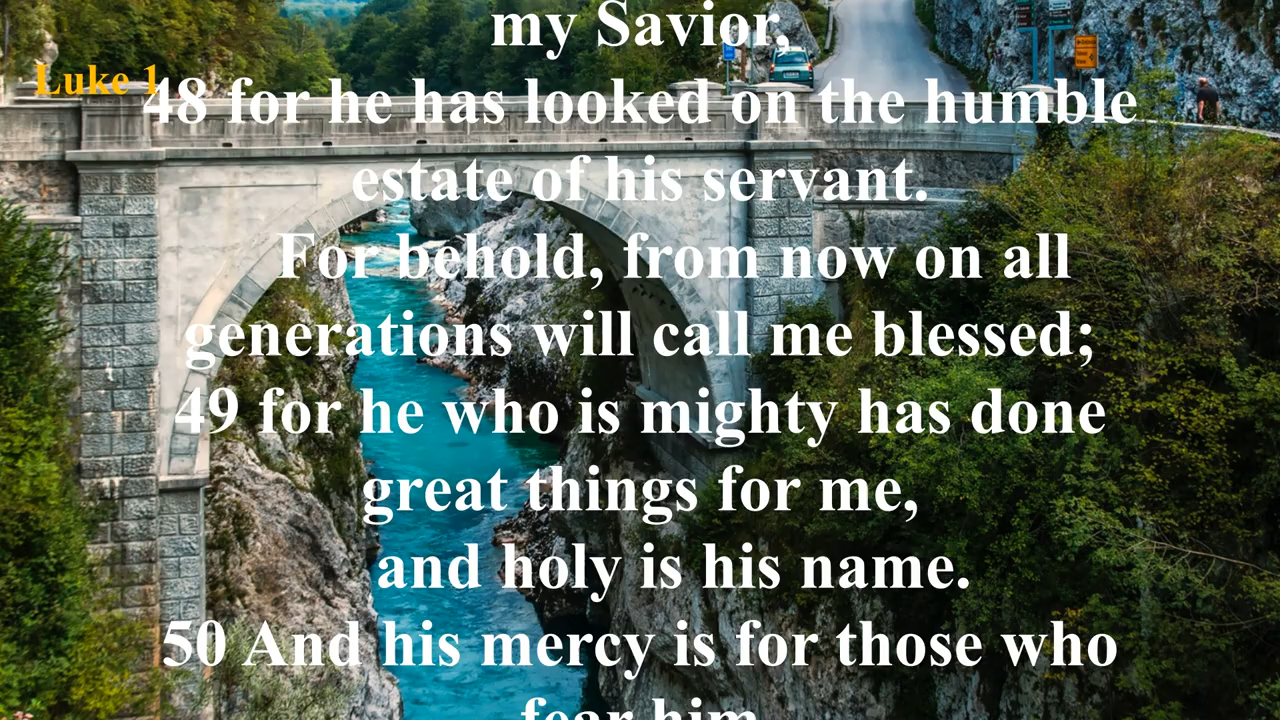 my Savior,
Luke 1
48 for he has looked on the humble
estate of his servant.
For behold, from now on all
generations will call me blessed;
49 for he who is mighty has done
great things for me,
and holy is his name.
50 And his mercy is for those who
fear him